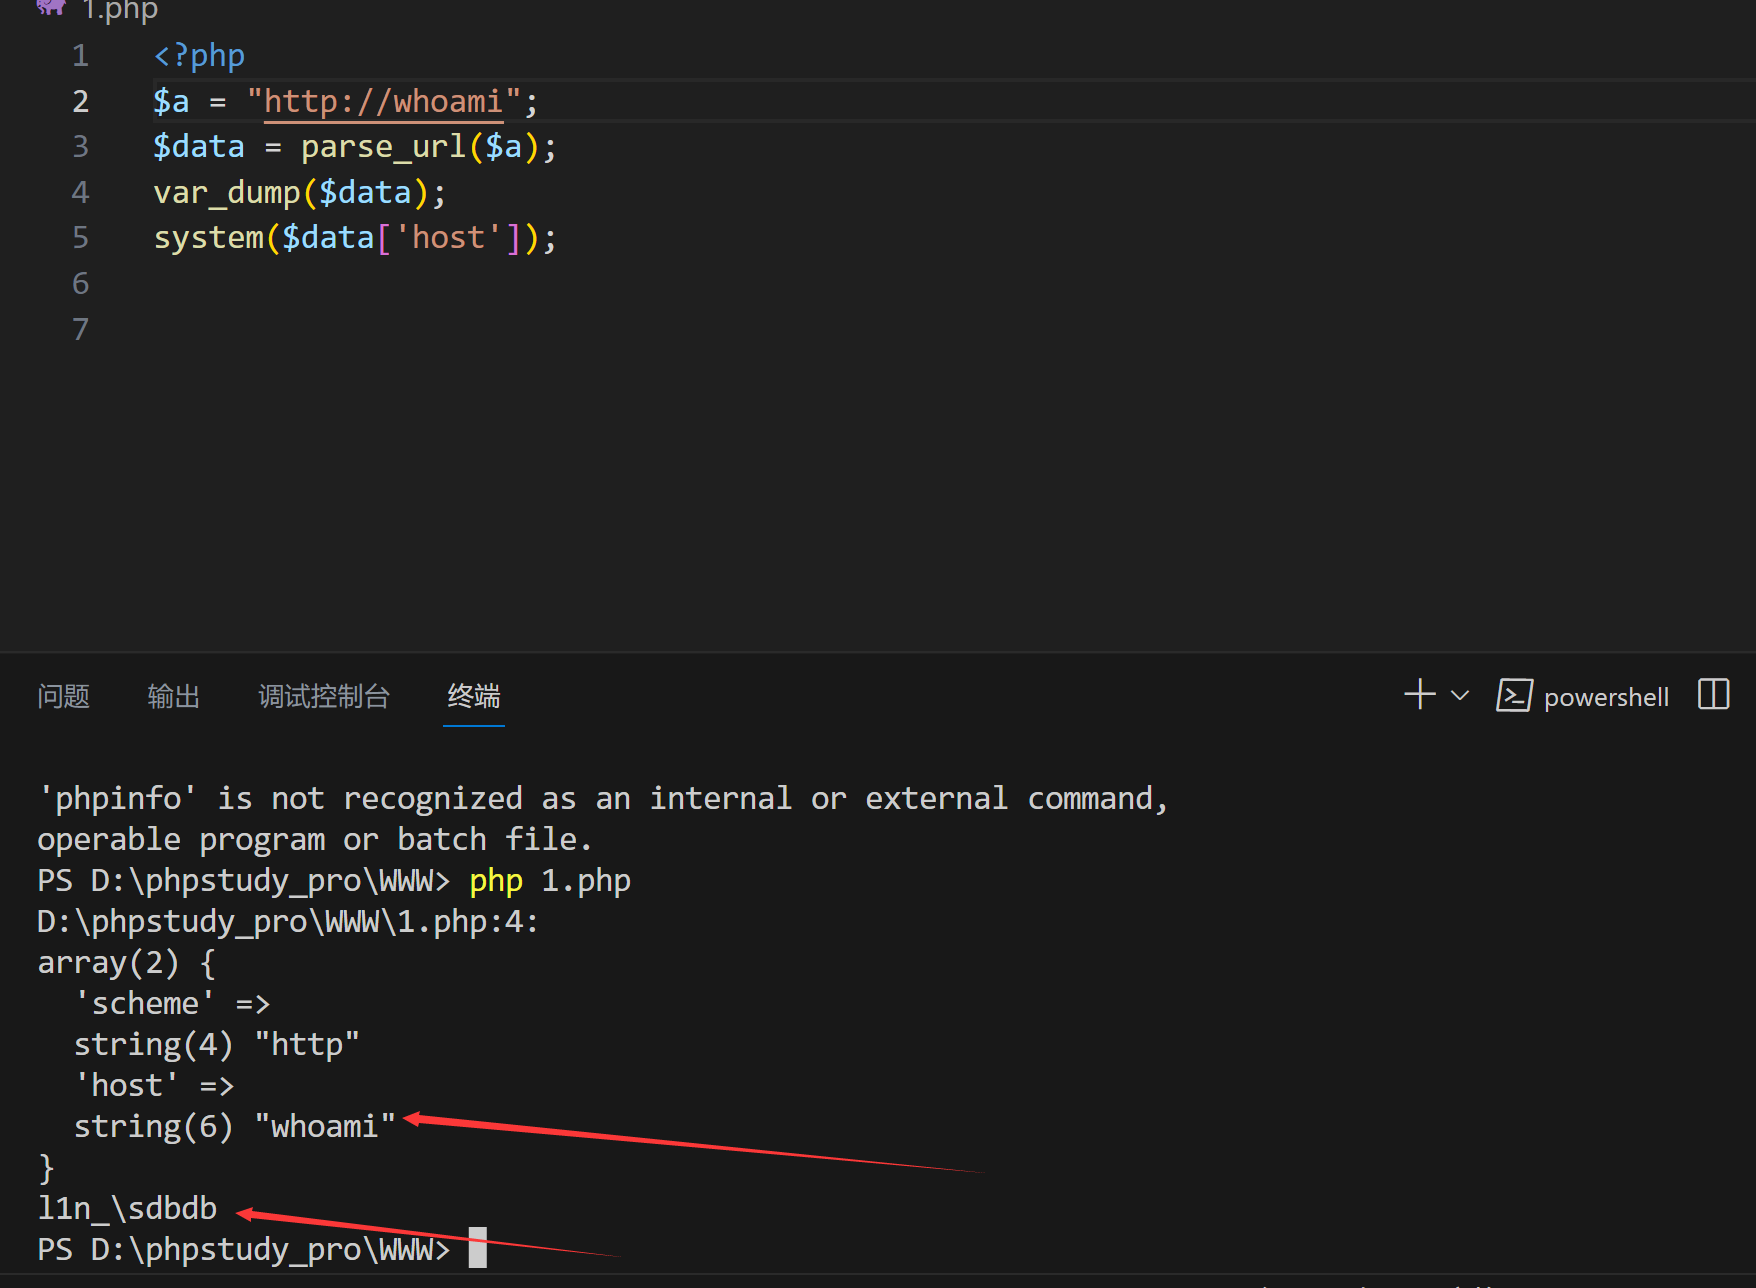 1.php
1 <?php
2 $a = "http://whoami";
3 $data = parse_url($a);
4 var_dump($data);
5 system($data['host']);
6
7
问题 输出 调试控制台 终端 powershell
'phpinfo' is not recognized as an internal or external command,
operable program or batch file.
PS D:\phpstudy_pro\WWW> php 1.php
D:\phpstudy_pro\WWW\1.php:4:
array(2) {
  'scheme' =>
  string(4) "http"
  'host' =>
  string(6) "whoami"
}
l1n_\sdbdb
PS D:\phpstudy_pro\WWW>